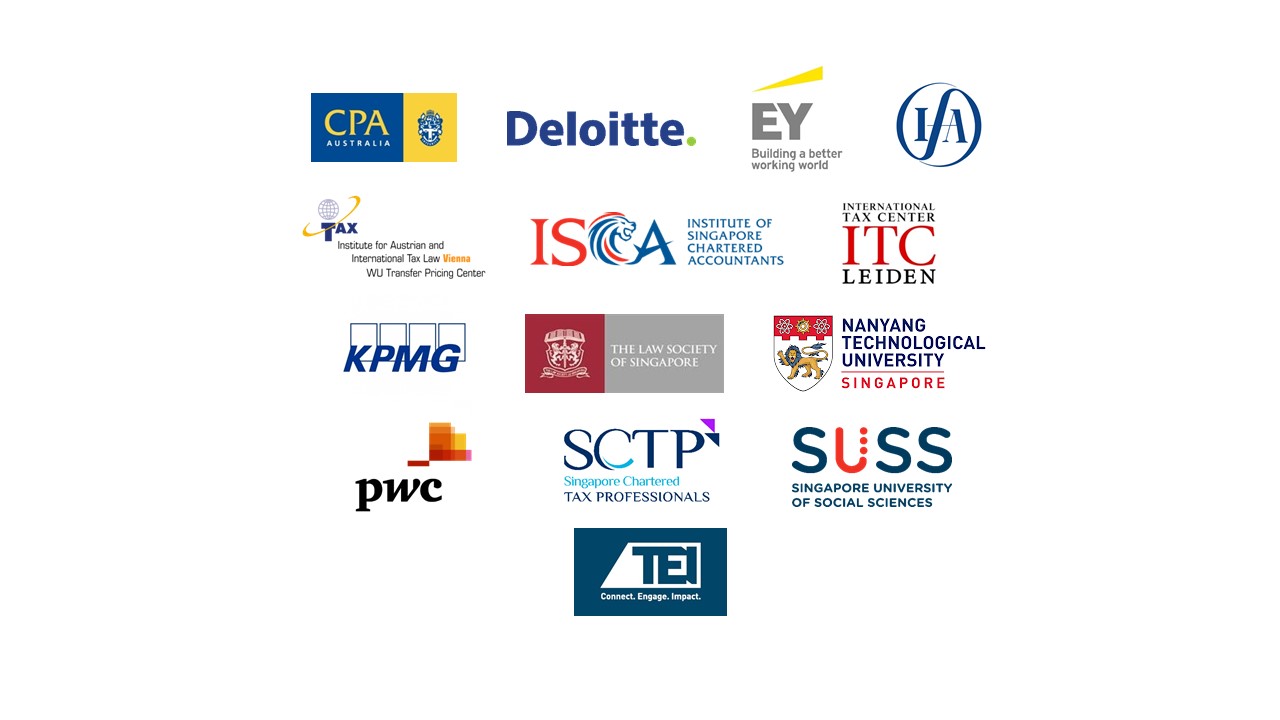 CPA
AUSTRALIA
Deloitte.
EY
Building a better
working world
IFA
TAX
Institute for Austrian and
International Tax Law Vienna
WU Transfer Pricing Center
ISCA
INSTITUTE OF
SINGAPORE
CHARTERED
ACCOUNTANTS
INTERNATIONAL
TAX CENTER
ITC
LEIDEN
KPMG
THE LAW SOCIETY
OF SINGAPORE
NANYANG
TECHNOLOGICAL
UNIVERSITY
SINGAPORE
pwc
SCTP
Singapore Chartered
TAX PROFESSIONALS
SUSS
SINGAPORE UNIVERSITY
OF SOCIAL SCIENCES
TEI
Connect. Engage. Impact.